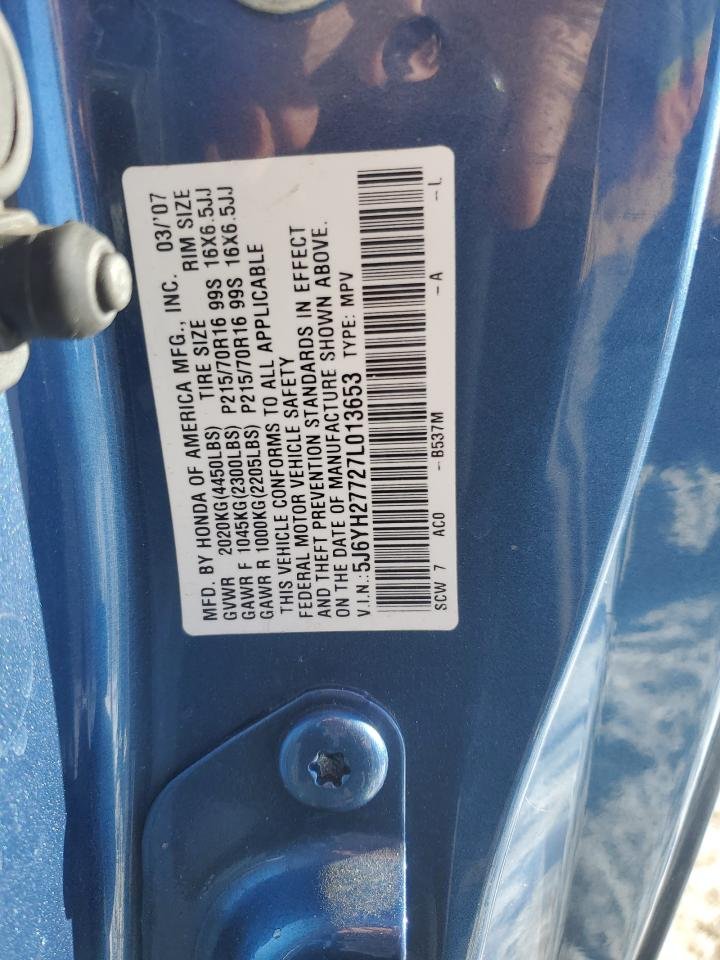 MFD. BY HONDA OF AMERICA MFG., INC. 03/'07
GVWR 2020KG(4450LBS) TIRE SIZE RIM SIZE
GAWR F 1045KG(2300LBS) P215/70R16 99S 16X6.5JJ
GAWR R 1000KG(2205LBS) P215/70R16 99S 16X6.5JJ
THIS VEHICLE CONFORMS TO ALL APPLICABLE
FEDERAL MOTOR VEHICLE SAFETY
AND THEFT PREVENTION STANDARDS IN EFFECT
ON THE DATE OF MANUFACTURE SHOWN ABOVE.
V.I.N.:5J6YH27727L013653 TYPE: MPV
SCW 7 AC0 -B537M -A -L